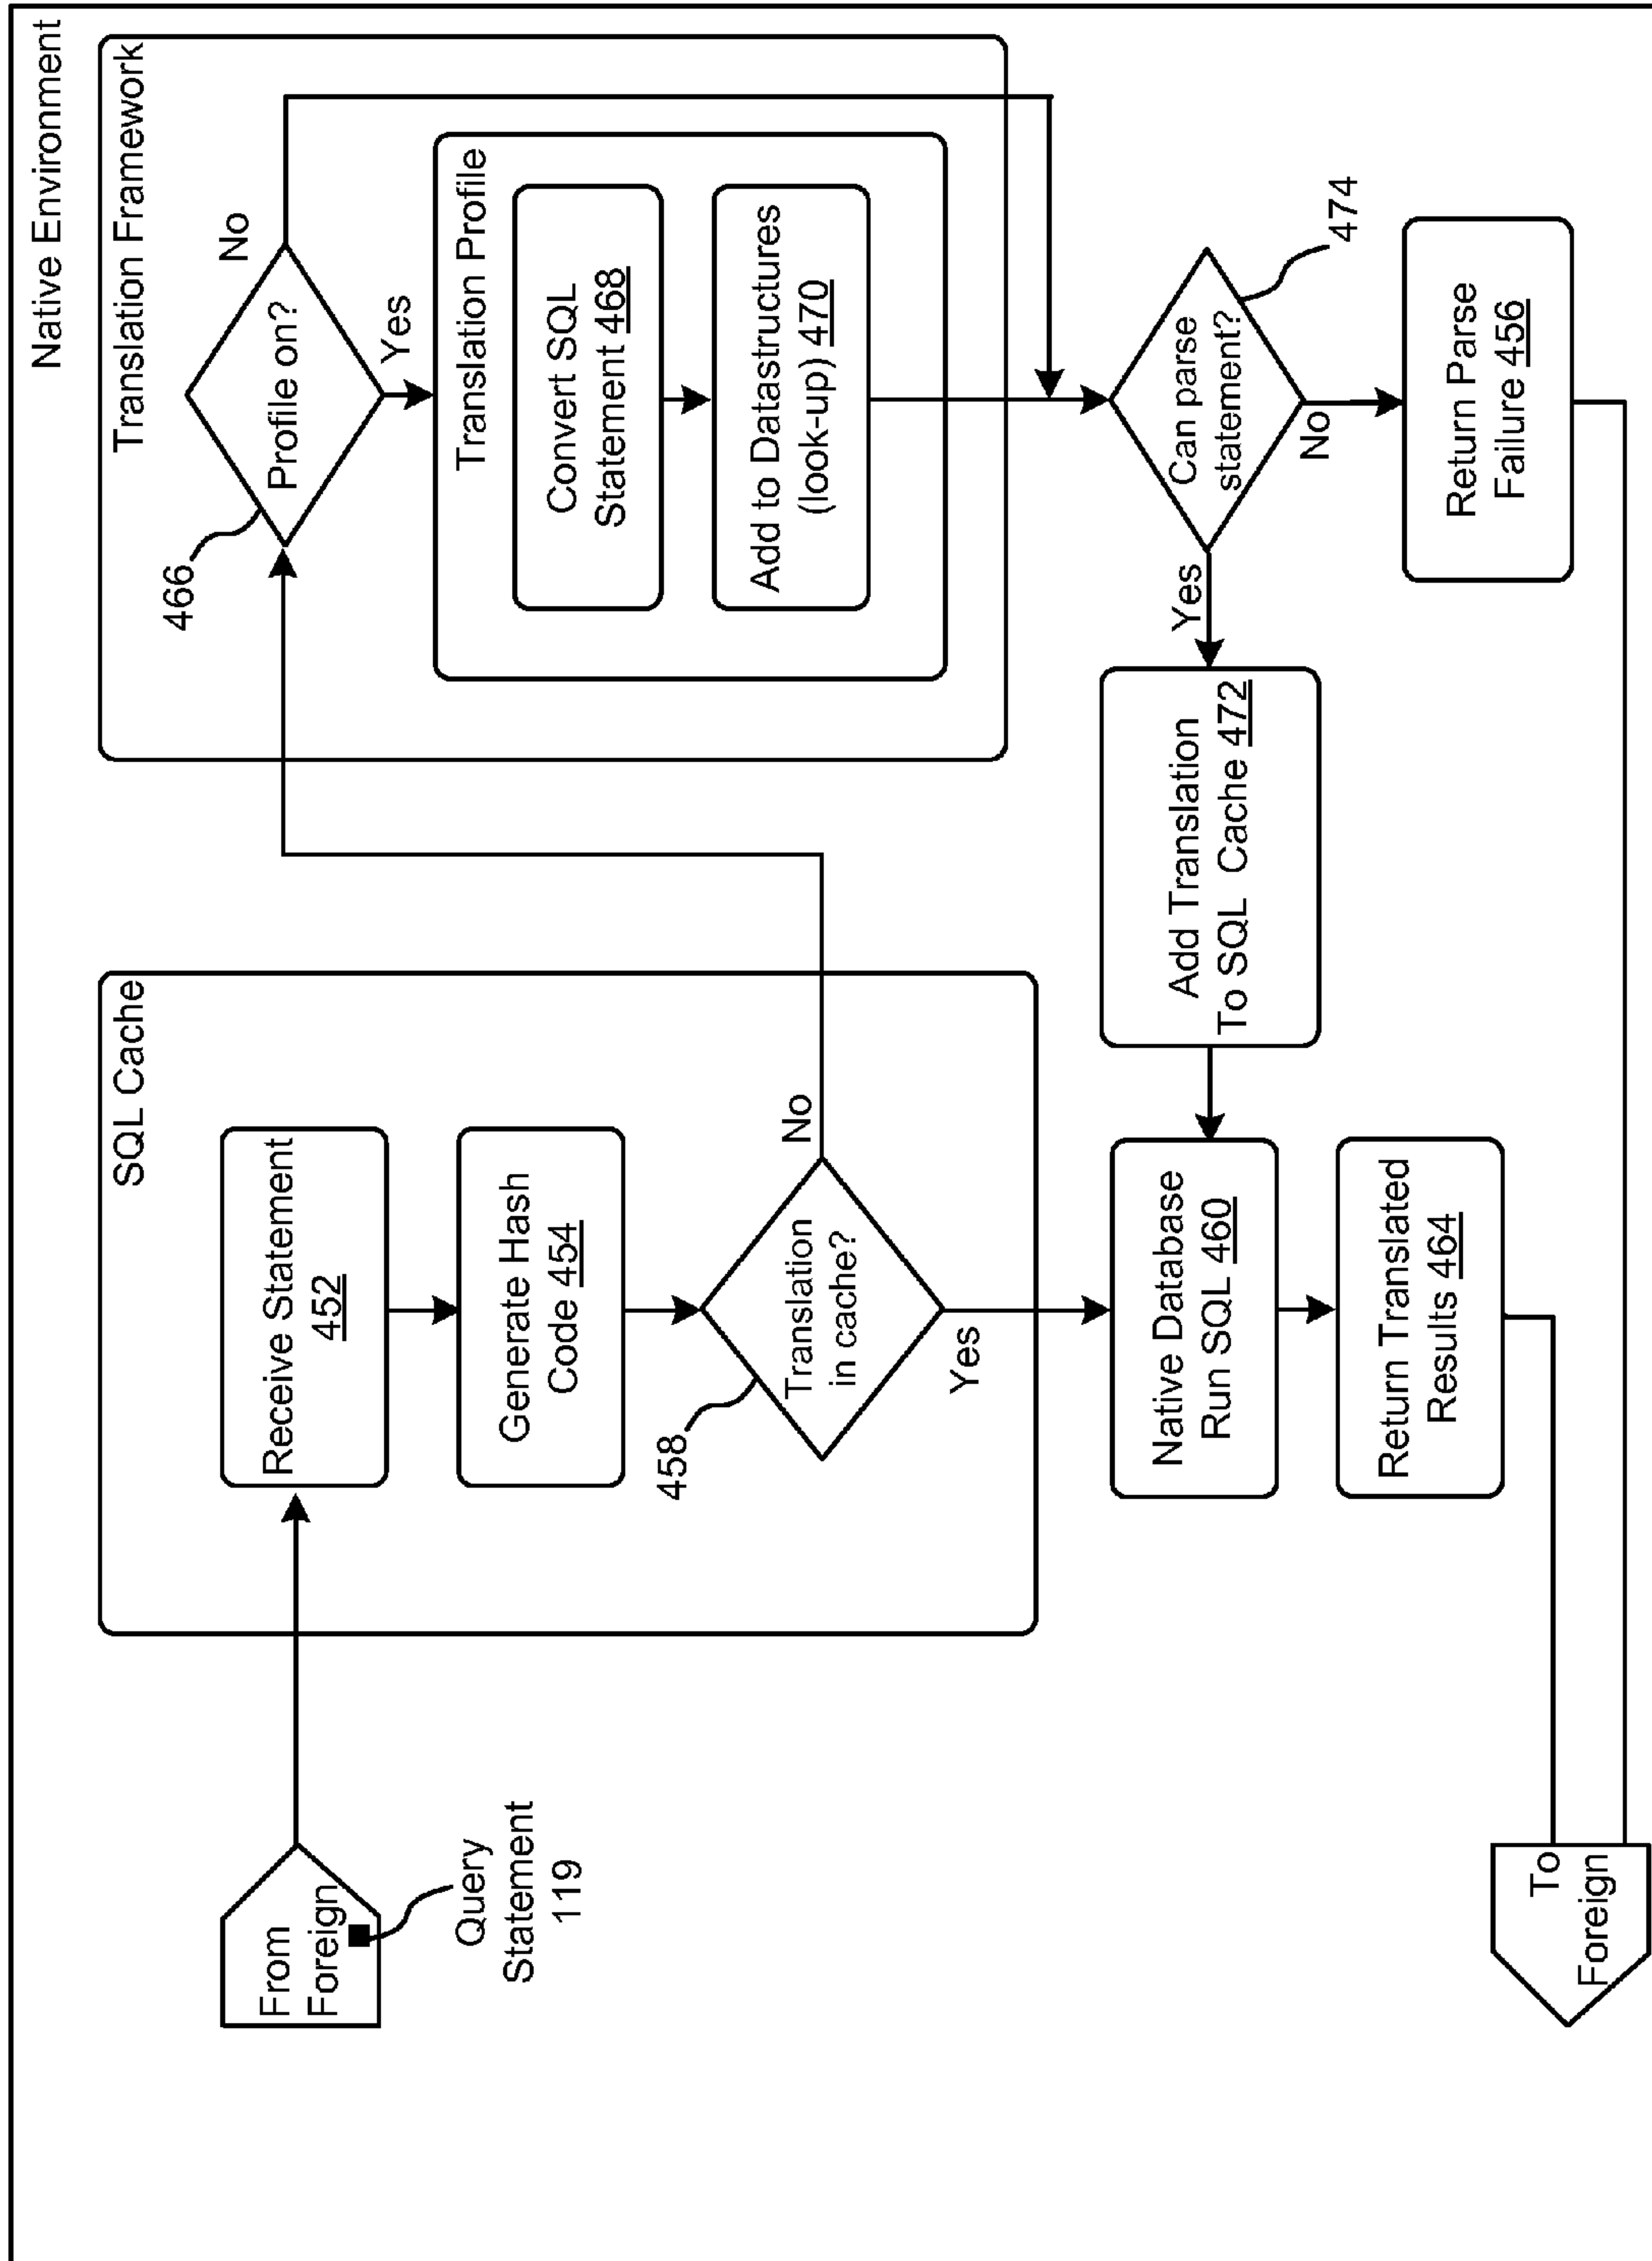 Native Environment
From
Foreign
Query
Statement
119
SQL Cache
Receive Statement
452
Generate Hash
Code 454
458
Translation
in cache?
No
Yes
Native Database
Run SQL 460
Return Translated
Results 464
Translation Framework
466
Profile on?
No
Yes
Translation Profile
Convert SQL
Statement 468
Add to Datastructures
(look-up) 470
Can parse
statement?
474
Yes
No
Add Translation
To SQL Cache 472
Return Parse
Failure 456
To
Foreign